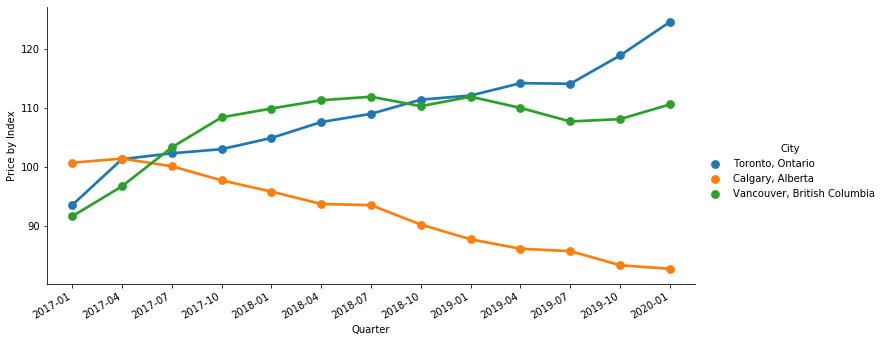 120
110
100
90
Price by Index
2017-01
2017-04
2017-07
2017-10
2018-01
2018-04
2018-07
2018-10
2019-01
2019-04
2019-07
2019-10
2020-01
Quarter
City
Toronto, Ontario
Calgary, Alberta
Vancouver, British Columbia